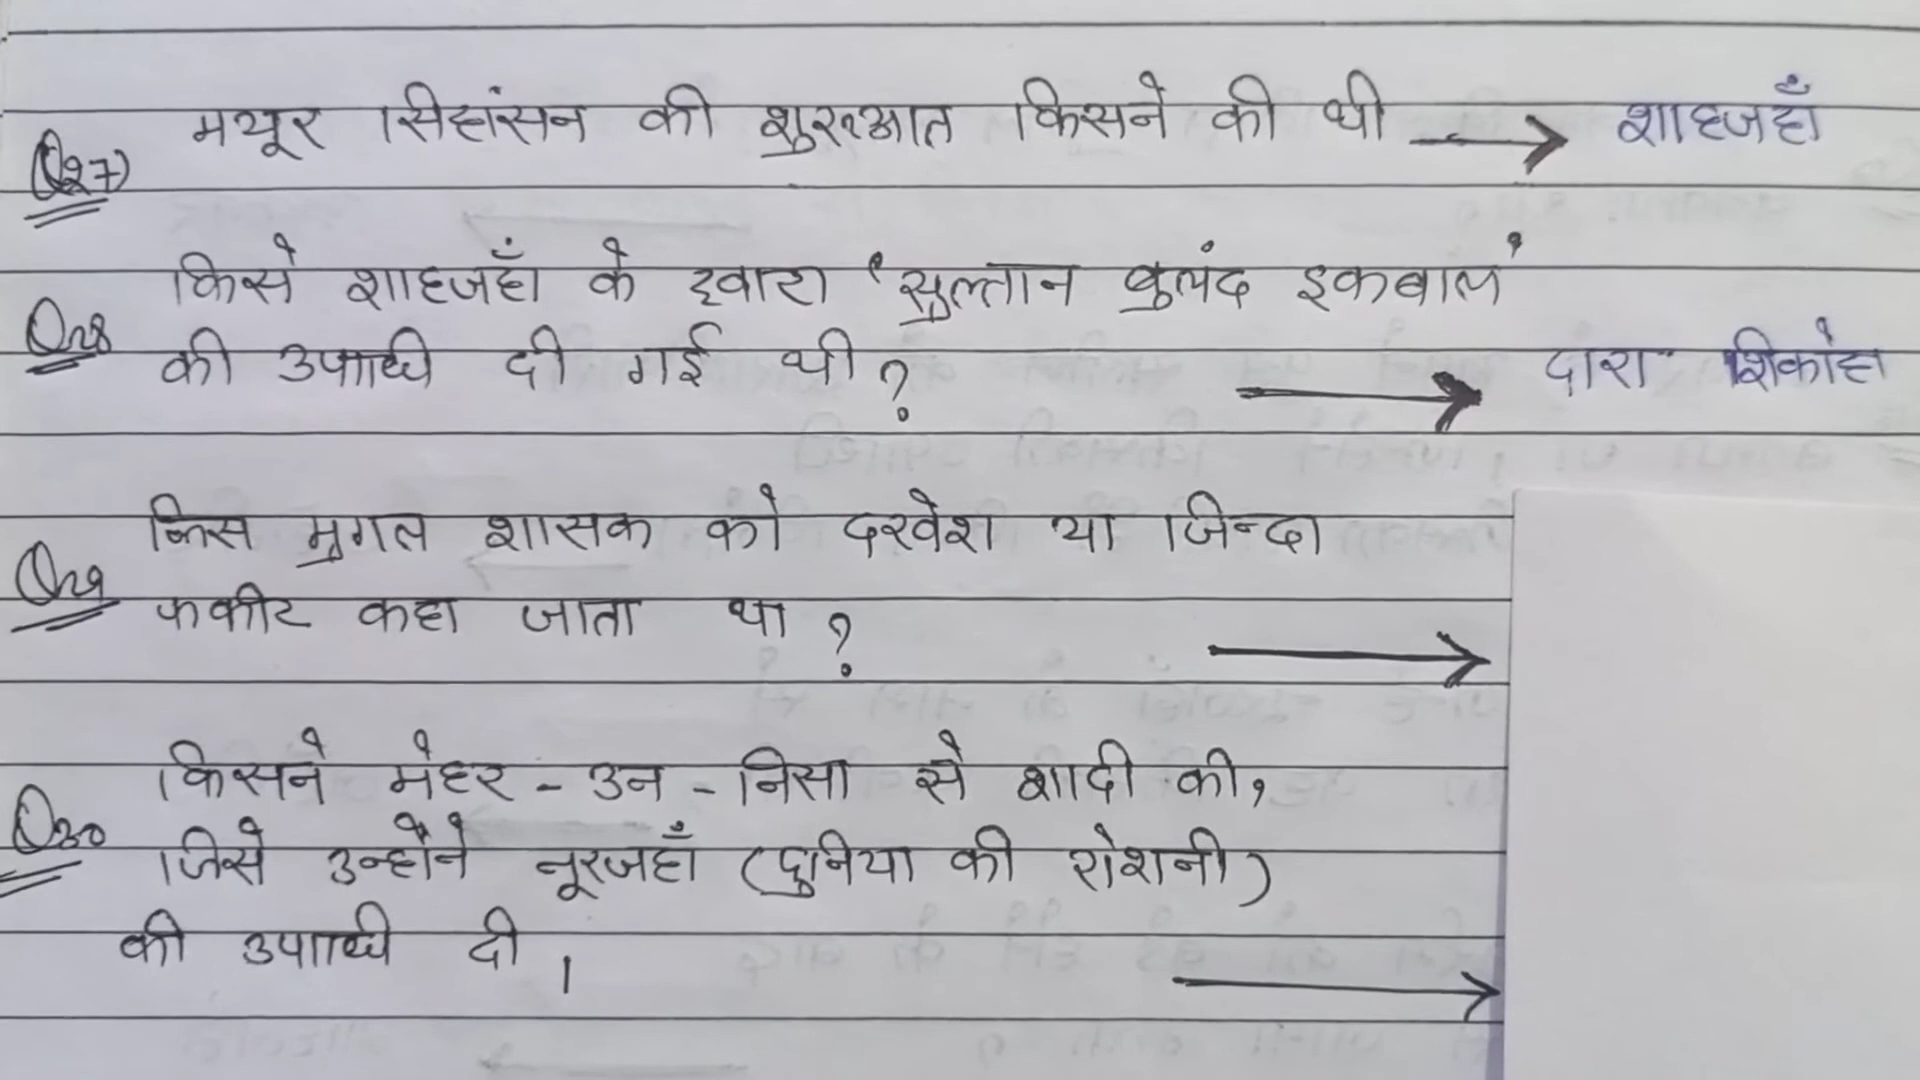 Q27) मयूर सिहांसन की शुरुआत किसने की थी → शाहजहाँ
किसे शाहजहाँ के द्वारा 'सुल्तान बुलंद इकबाल'
Q28 की उपाधि दी गई थी ? → दारा शिकोह
किस मुगल शासक को दरवेश या जिन्दा
Q29 फकीर कहा जाता था ? →
किसने मेहर - उन - निसा से शादी की,
Q30 जिसे उन्होंने नूरजहाँ (दुनिया की रोशनी)
की उपाधि दी । →